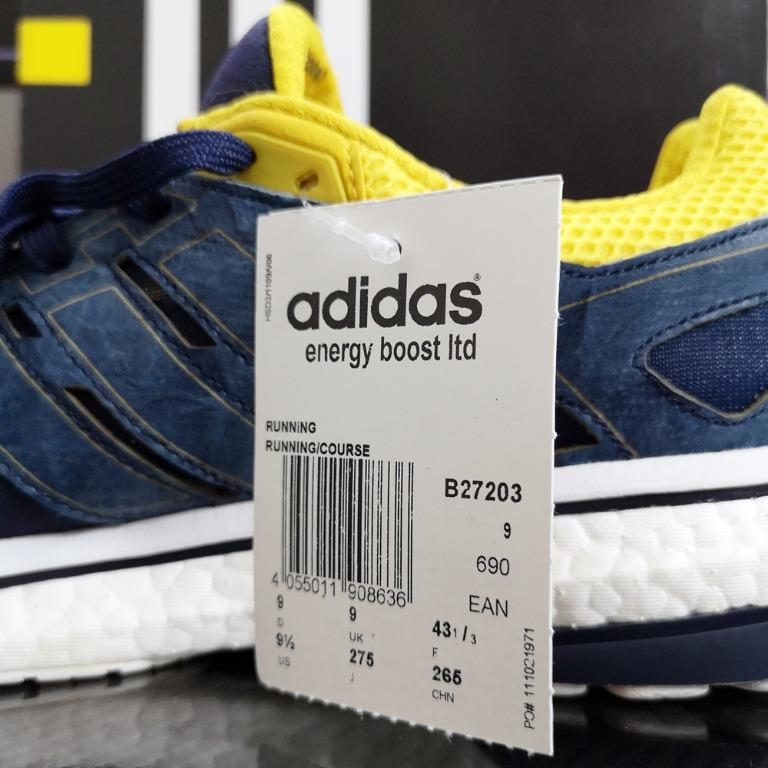 adidas®
energy boost ltd
RUNNING
RUNNING/COURSE
B27203
9
690
EAN
4 055011 908636
9 9 43 1/3
D UK F
9½ 275 265
US J CHN
PO# 111021971